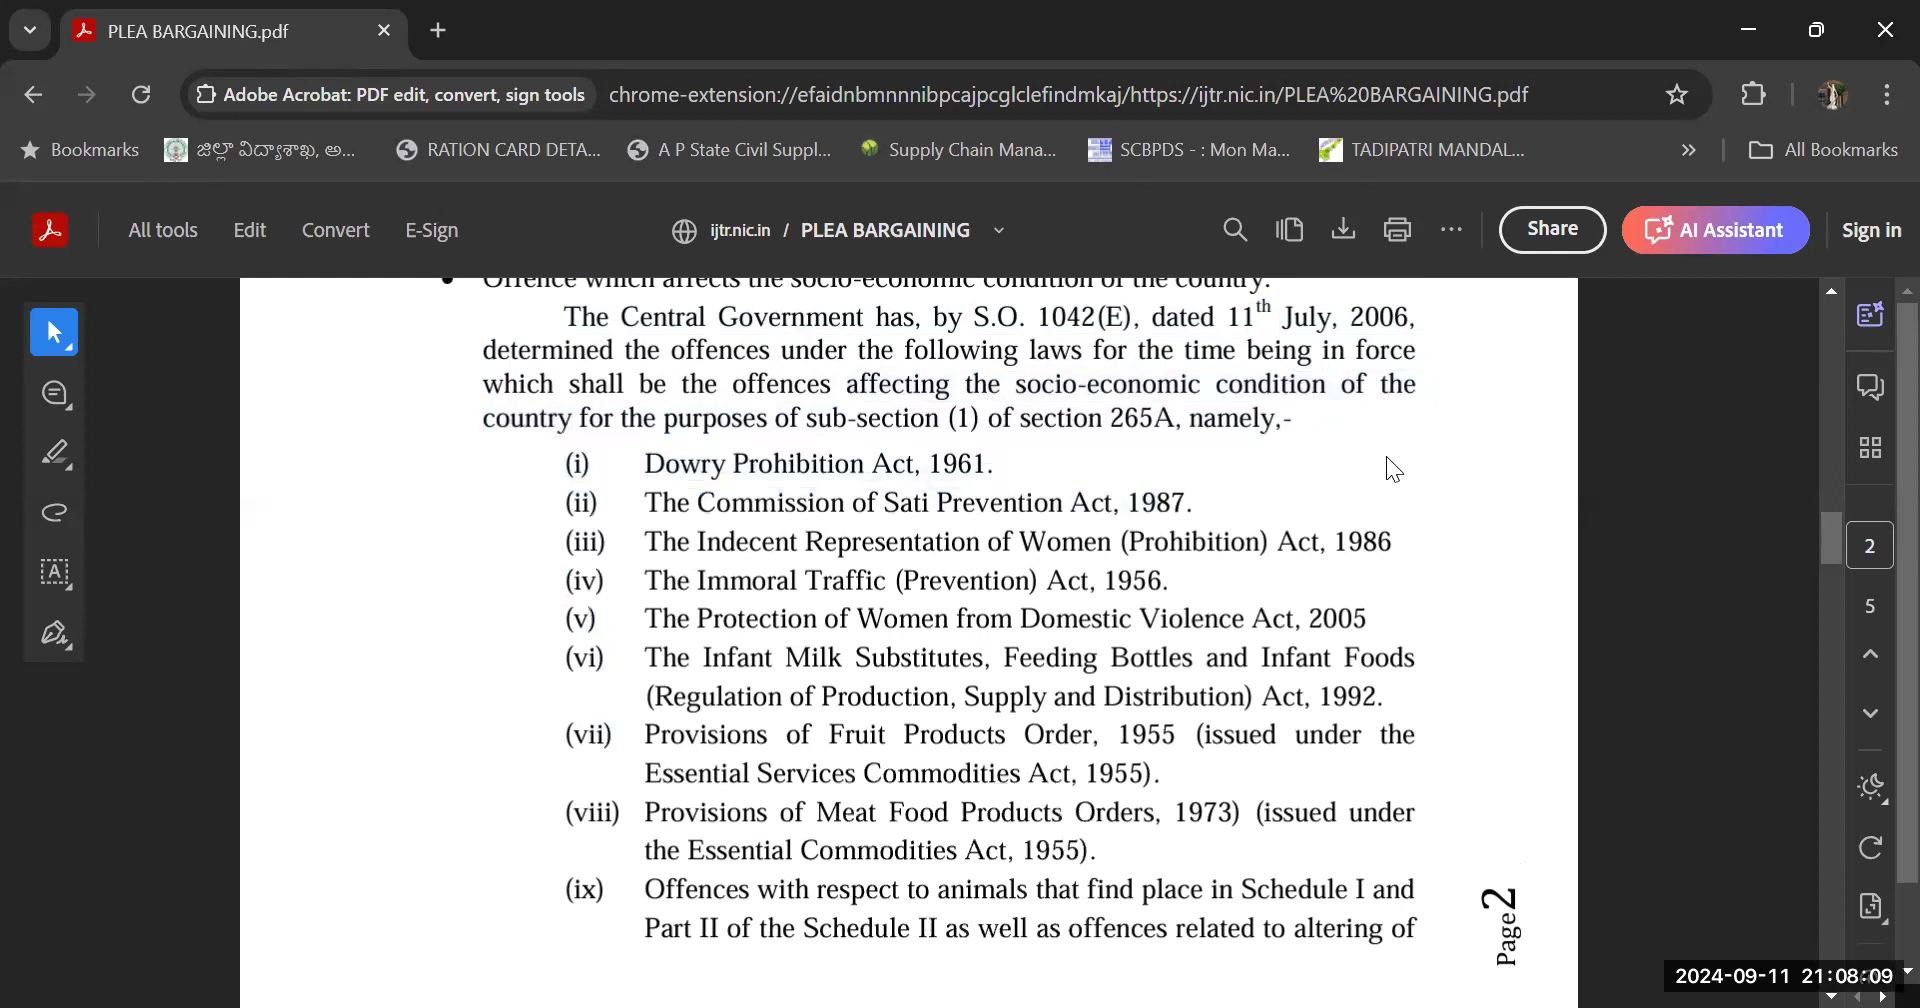 PLEA BARGAINING.pdf
Adobe Acrobat: PDF edit, convert, sign tools chrome-extension://efaidnbmnnnibpcajpcglclefindmkaj/https://ijtr.nic.in/PLEA%20BARGAINING.pdf
Bookmarks జిల్లా విద్యాశాఖ, అ... RATION CARD DETA... A P State Civil Suppl... Supply Chain Mana... SCBPDS - : Mon Ma... TADIPATRI MANDAL... » All Bookmarks
All tools Edit Convert E-Sign ijtr.nic.in / PLEA BARGAINING Share AI Assistant Sign in
• Offence which affects the socio-economic condition of the country.
The Central Government has, by S.O. 1042(E), dated 11th July, 2006,
determined the offences under the following laws for the time being in force
which shall be the offences affecting the socio-economic condition of the
country for the purposes of sub-section (1) of section 265A, namely,-
(i) Dowry Prohibition Act, 1961.
(ii) The Commission of Sati Prevention Act, 1987.
(iii) The Indecent Representation of Women (Prohibition) Act, 1986
(iv) The Immoral Traffic (Prevention) Act, 1956.
(v) The Protection of Women from Domestic Violence Act, 2005
(vi) The Infant Milk Substitutes, Feeding Bottles and Infant Foods
(Regulation of Production, Supply and Distribution) Act, 1992.
(vii) Provisions of Fruit Products Order, 1955 (issued under the
Essential Services Commodities Act, 1955).
(viii) Provisions of Meat Food Products Orders, 1973) (issued under
the Essential Commodities Act, 1955).
(ix) Offences with respect to animals that find place in Schedule I and
Part II of the Schedule II as well as offences related to altering of
Page2
2
5
2024-09-11 21:08:09